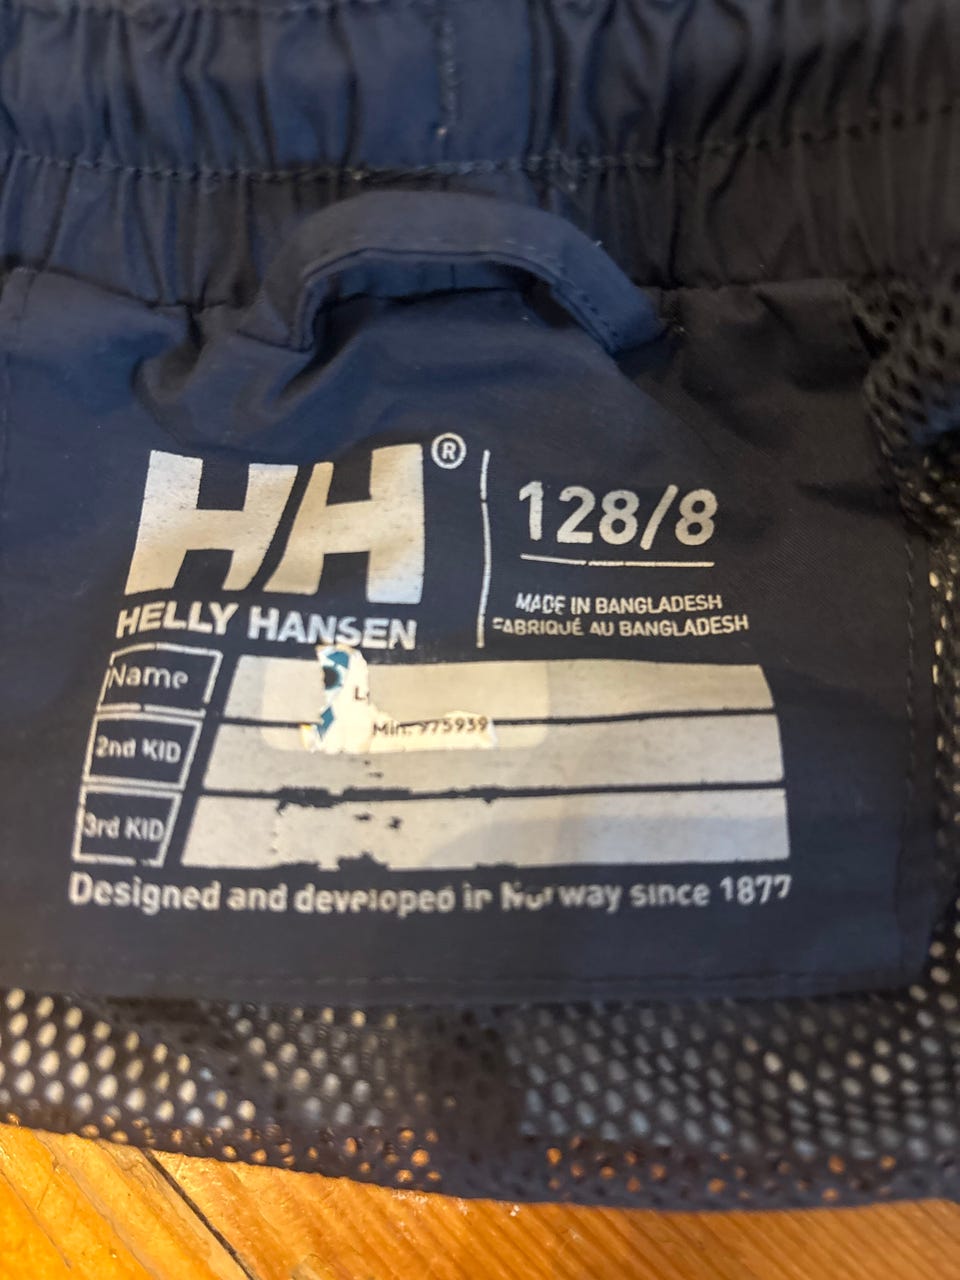 HH®
HELLY HANSEN
128/8
MADE IN BANGLADESH
FABRIQUÉ AU BANGLADESH
Name
2nd KID
Min. 975939
3rd KID
Designed and developed in Norway since 1877